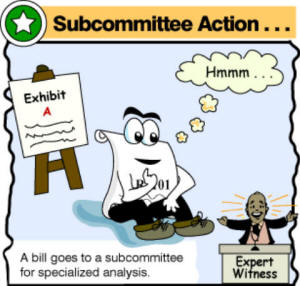 Subcommittee Action . . .
Hmmm . . .
Exhibit
A
A bill goes to a subcommittee
for specialized analysis.
Expert
Witness